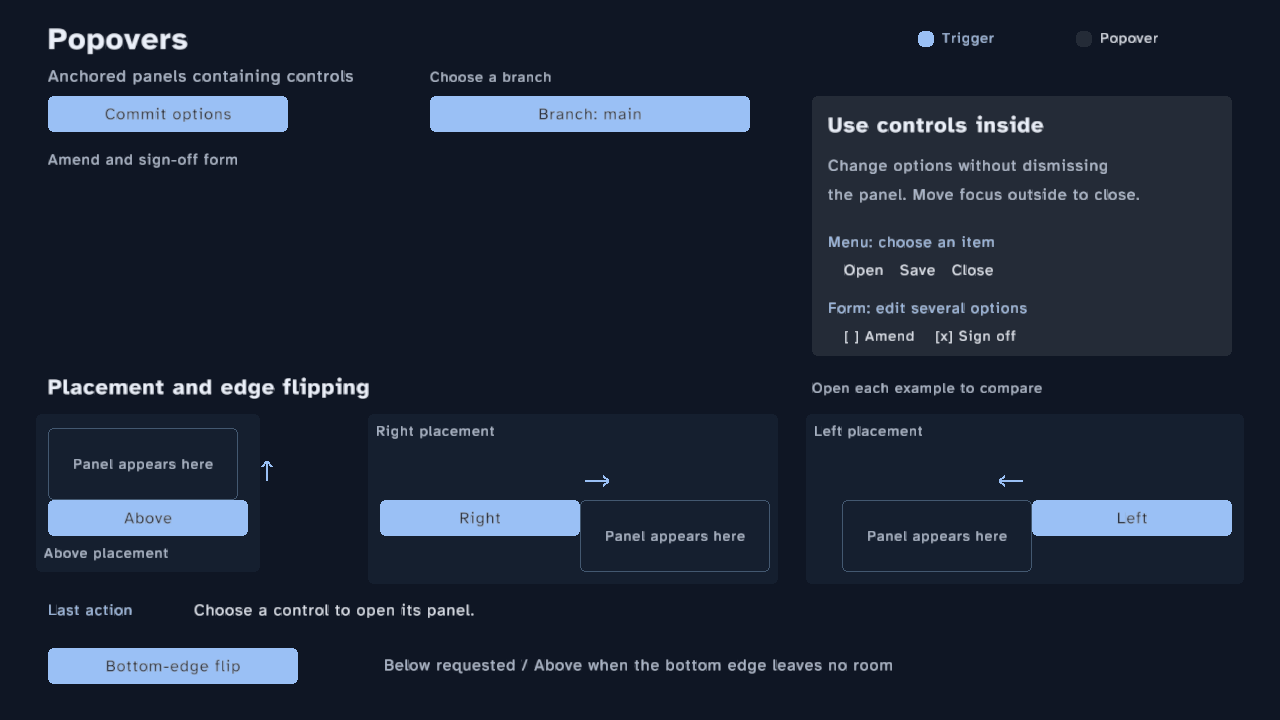 Popovers
Trigger
Popover
Anchored panels containing controls
Choose a branch
Commit options
Branch: main
Amend and sign-off form
Use controls inside
Change options without dismissing
the panel. Move focus outside to close.
Menu: choose an item
Open Save Close
Form: edit several options
[ ] Amend [x] Sign off
Placement and edge flipping
Open each example to compare
Panel appears here
Above
Above placement
Right placement
→
Right
Panel appears here
Left placement
←
Panel appears here
Left
Last action
Choose a control to open its panel.
Bottom-edge flip
Below requested / Above when the bottom edge leaves no room